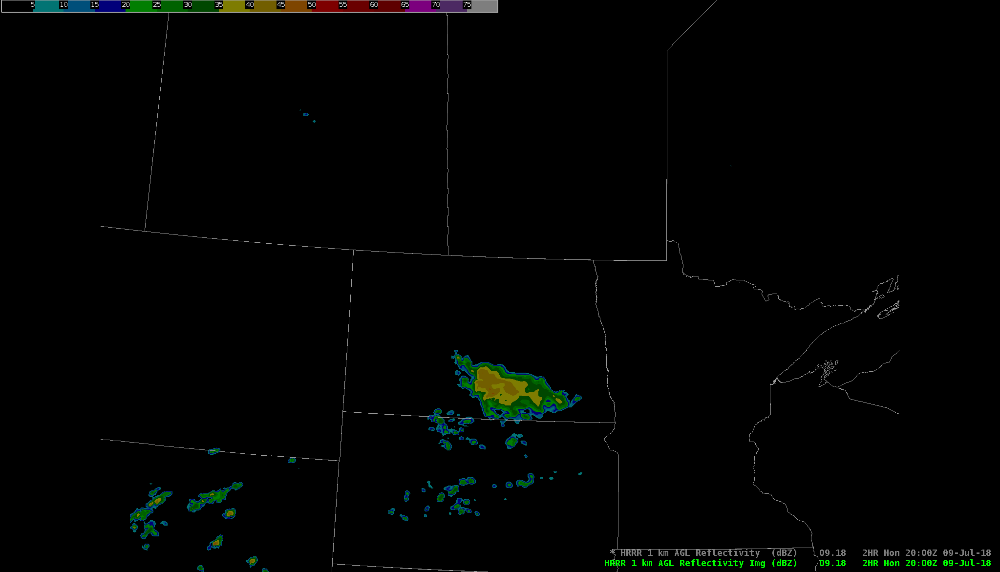 5 10 15 20 25 30 35 40 45 50 55 60 65 70 75
* HRRR 1 km AGL Reflectivity (dBZ) 09.18 2HR Mon 20:00Z 09-Jul-18
HRRR 1 km AGL Reflectivity Img (dBZ) 09.18 2HR Mon 20:00Z 09-Jul-18